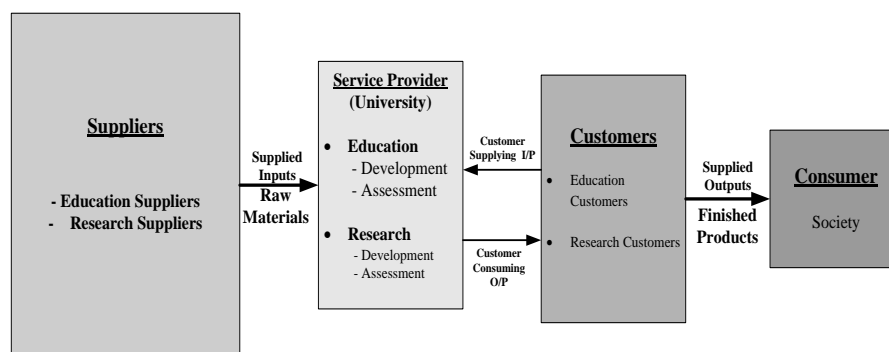 Suppliers
- Education Suppliers
- Research Suppliers
Supplied
Inputs
Raw
Materials
Service Provider
(University)
• Education
- Development
- Assessment
• Research
- Development
- Assessment
Customer
Supplying I/P
Customer
Consuming
O/P
Customers
• Education
Customers
• Research Customers
Supplied
Outputs
Finished
Products
Consumer
Society